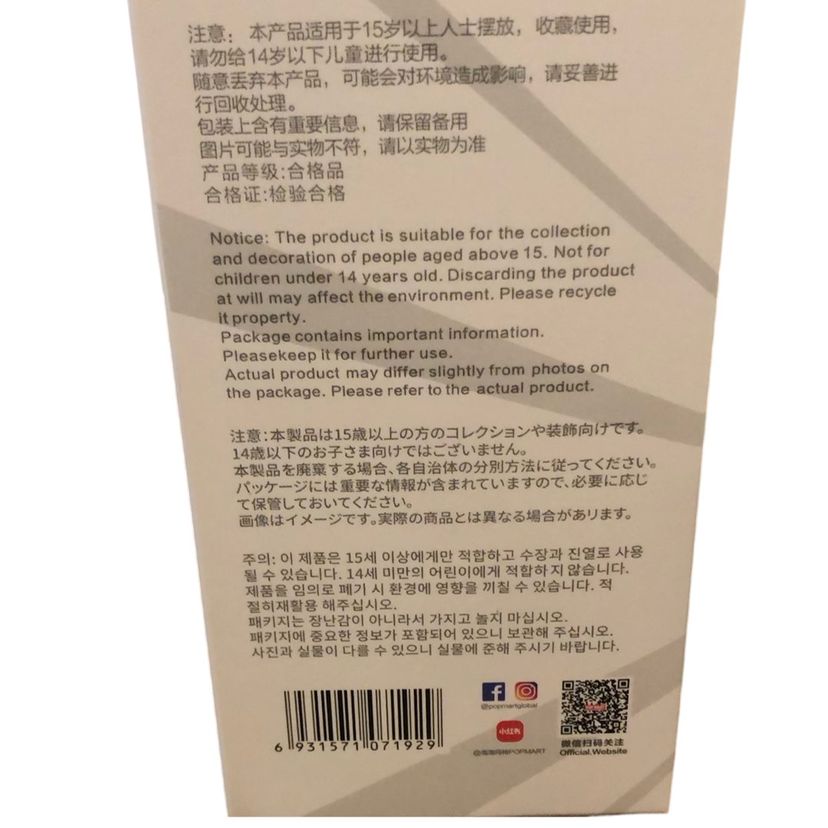 注意：本产品适用于15岁以上人士摆放，收藏使用，
请勿给14岁以下儿童进行使用。
随意丢弃本产品，可能会对环境造成影响，请妥善进
行回收处理。
包装上含有重要信息，请保留备用
图片可能与实物不符，请以实物为准
产品等级:合格品
合格证:检验合格
Notice: The product is suitable for the collection
and decoration of people aged above 15. Not for
children under 14 years old. Discarding the product
at will may affect the environment. Please recycle
it property.
Package contains important information.
Pleasekeep it for further use.
Actual product may differ slightly from photos on
the package. Please refer to the actual product.
注意:本製品は15歳以上の方のコレクションや装飾向けです。
14歳以下のお子さま向けではございません。
本製品を廃棄する場合、各自治体の分別方法に従ってください。
パッケージには重要な情報が含まれていますので、必要に応じ
て保管しておいてください。
画像はイメージです。実際の商品とは異なる場合があリます。
주의: 이 제품은 15세 이상에게만 적합하고 수장과 진열로 사용
될 수 있습니다. 14세 미만의 어린이에게 적합하지 않습니다.
제품을 임의로 폐기 시 환경에 영향을 끼칠 수 있습니다. 적
절히재활용 해주십시오.
패키지는 장난감이 아니라서 가지고 놀지 마십시오.
패키지에 중요한 정보가 포함되어 있으니 보관해 주십시오.
사진과 실물이 다를 수 있으니 실물에 준해 주시기 바랍니다.
6 931571 071929
@popmartglobal
小红书
@泡泡玛特POPMART
微信扫码关注
Official.Website